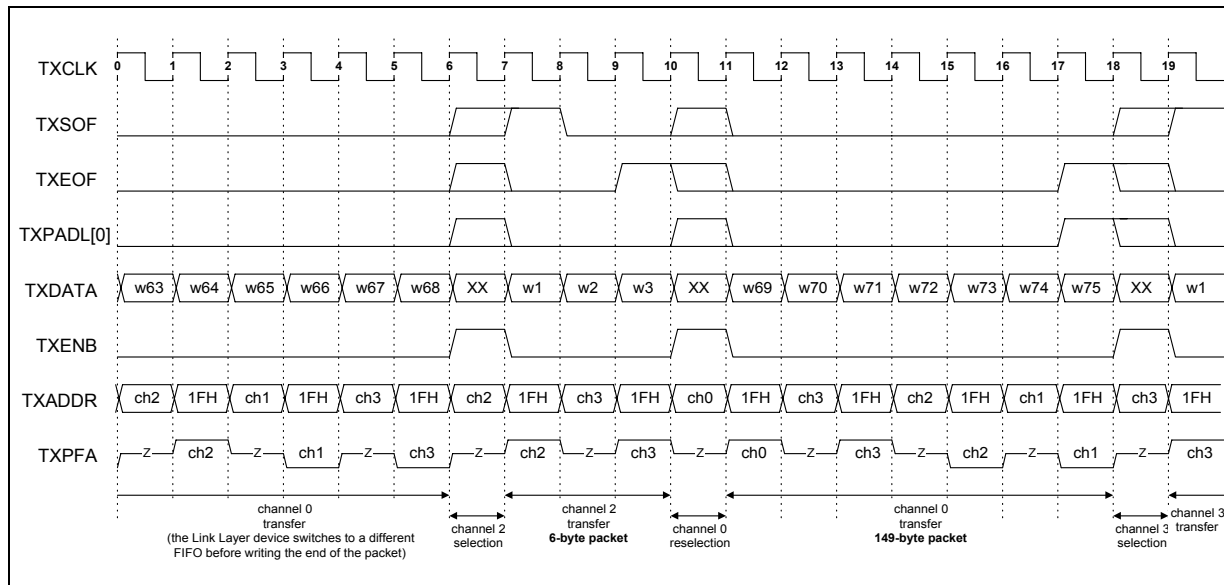 TXCLK 0 1 2 3 4 5 6 7 8 9 10 11 12 13 14 15 16 17 18 19
TXSOF
TXEOF
TXPADL[0]
TXDATA w63 w64 w65 w66 w67 w68 XX w1 w2 w3 XX w69 w70 w71 w72 w73 w74 w75 XX w1
TXENB
TXADDR ch2 1FH ch1 1FH ch3 1FH ch2 1FH ch3 1FH ch0 1FH ch3 1FH ch2 1FH ch1 1FH ch3 1FH
TXPFA Z ch2 Z ch1 Z ch3 Z ch2 Z ch3 Z ch0 Z ch3 Z ch2 Z ch1 Z ch3
channel 0
transfer
(the Link Layer device switches to a different
FIFO before writing the end of the packet)
channel 2
selection
channel 2
transfer
6-byte packet
channel 0
reselection
channel 0
transfer
149-byte packet
channel 3
selection
channel 3
transfer